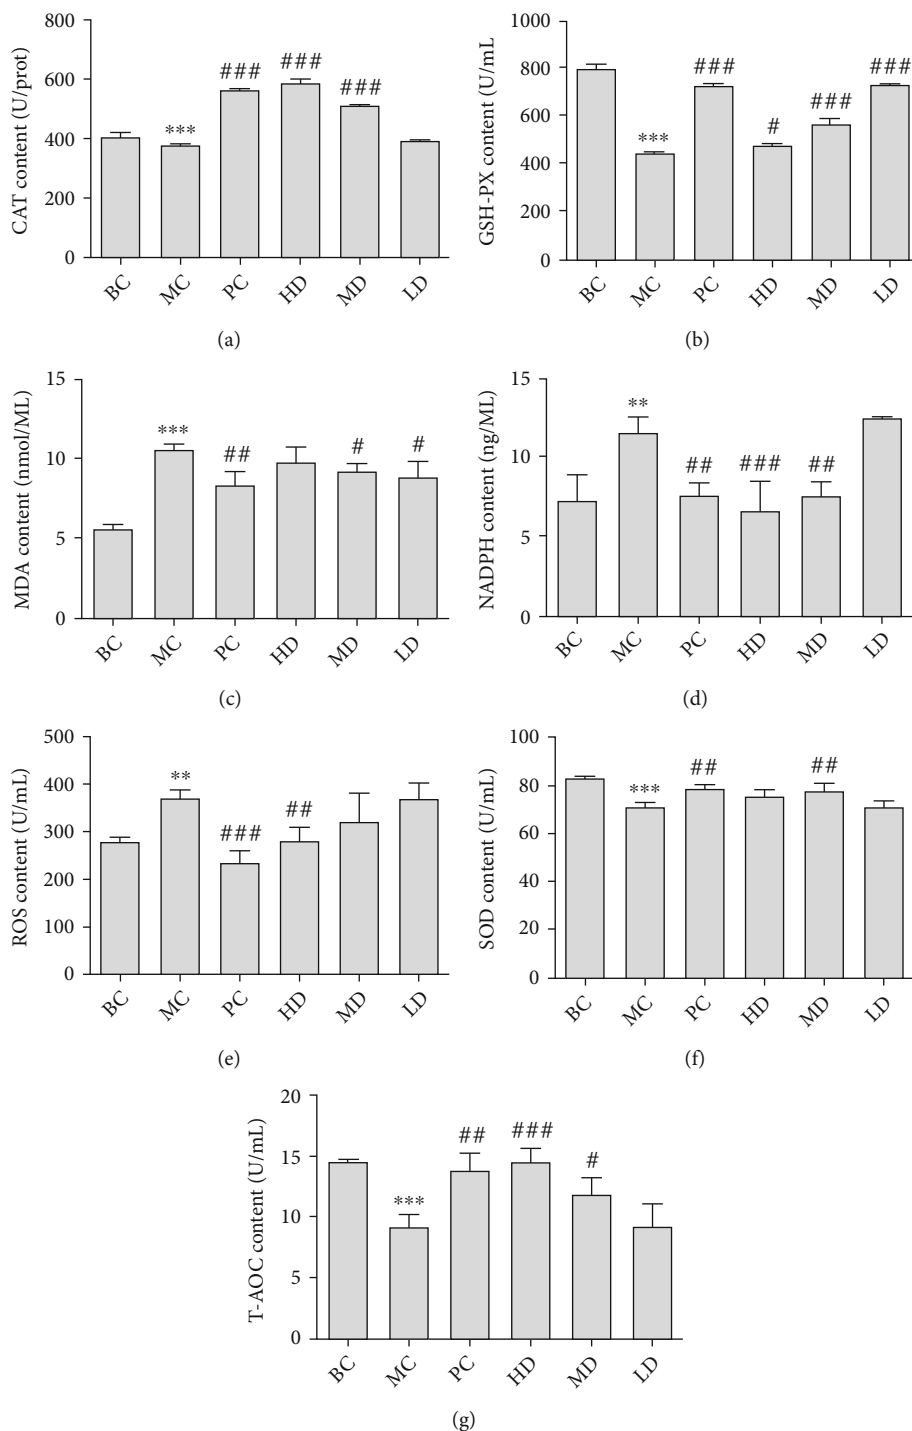 CAT content (U/prot)
800
600
400
200
0
***
###
###
###
BC
MC
PC
HD
MD
LD
(a)
GSH-PX content (U/mL
1000
800
600
400
200
0
***
###
#
###
###
BC
MC
PC
HD
MD
LD
(b)
MDA content (nmol/ML)
15
10
5
0
***
##
#
#
BC
MC
PC
HD
MD
LD
(c)
NADPH content (ng/ML)
15
10
5
0
**
##
###
##
BC
MC
PC
HD
MD
LD
(d)
ROS content (U/mL)
500
400
300
200
100
0
**
###
##
BC
MC
PC
HD
MD
LD
(e)
SOD content (U/mL)
100
80
60
40
20
0
***
##
##
BC
MC
PC
HD
MD
LD
(f)
T-AOC content (U/mL)
20
15
10
5
0
***
##
###
#
BC
MC
PC
HD
MD
LD
(g)